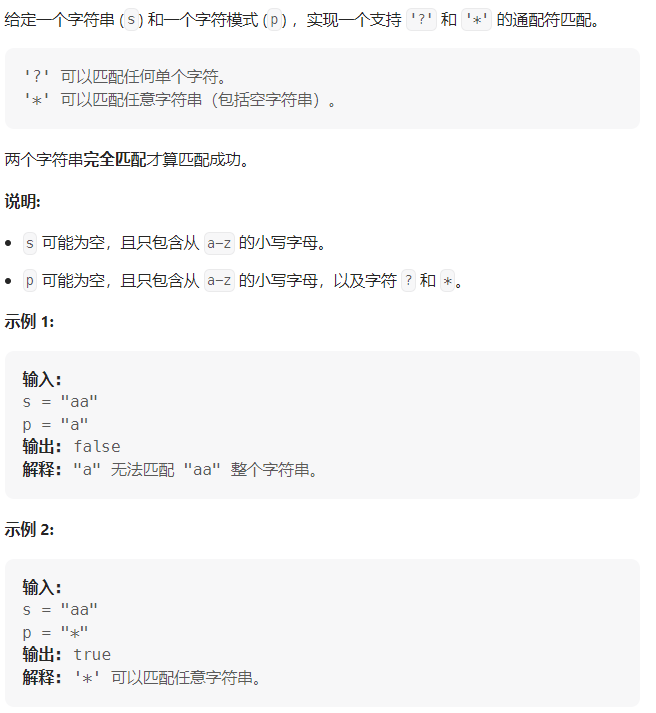 给定一个字符串 (s) 和一个字符模式 (p) ，实现一个支持 '?' 和 '*' 的通配符匹配。
'?' 可以匹配任何单个字符。
'*' 可以匹配任意字符串（包括空字符串）。
两个字符串完全匹配才算匹配成功。
说明:
• s 可能为空，且只包含从 a-z 的小写字母。
• p 可能为空，且只包含从 a-z 的小写字母，以及字符 ? 和 *。
示例 1:
输入:
s = "aa"
p = "a"
输出: false
解释: "a" 无法匹配 "aa" 整个字符串。
示例 2:
输入:
s = "aa"
p = "*"
输出: true
解释: '*' 可以匹配任意字符串。